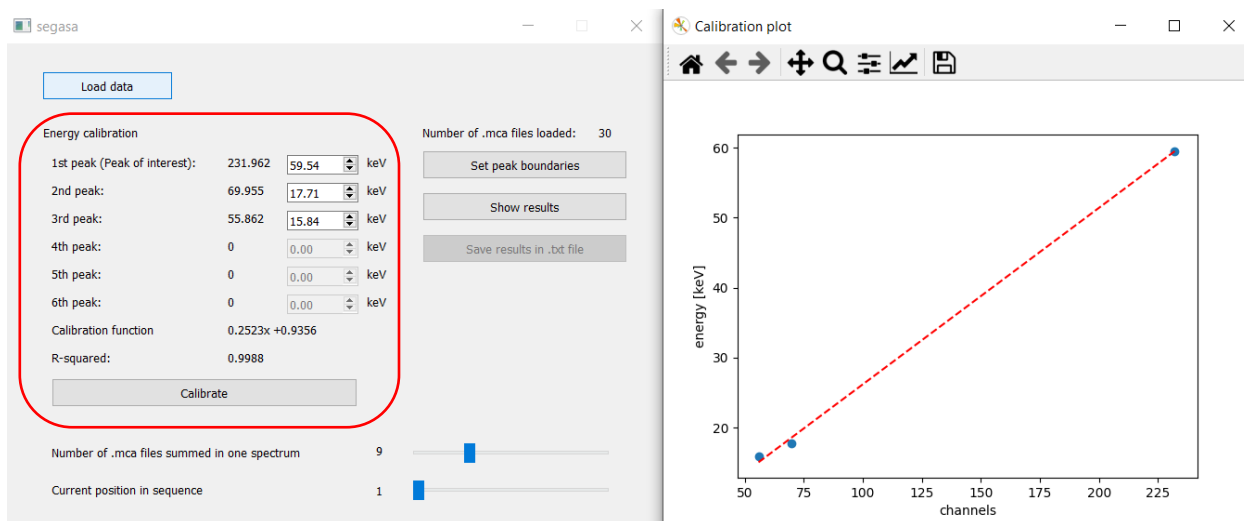 segasa
Load data
Energy calibration
1st peak (Peak of interest): 231.962 59.54 keV
2nd peak: 69.955 17.71 keV
3rd peak: 55.862 15.84 keV
4th peak: 0 0.00 keV
5th peak: 0 0.00 keV
6th peak: 0 0.00 keV
Calibration function 0.2523x +0.9356
R-squared: 0.9988
Calibrate
Number of .mca files loaded: 30
Set peak boundaries
Show results
Save results in .txt file
Number of .mca files summed in one spectrum 9
Current position in sequence 1
Calibration plot
60
50
40
30
20
energy [keV]
50 75 100 125 150 175 200 225
channels